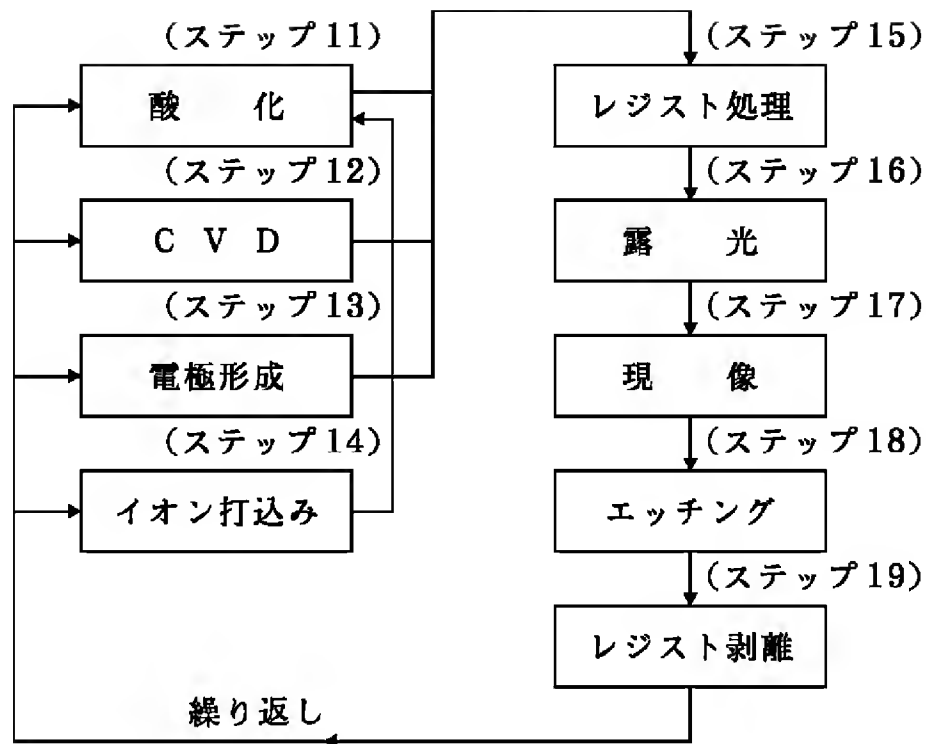 (ステップ11)
酸 化
(ステップ12)
C V D
(ステップ13)
電極形成
(ステップ14)
イオン打込み
(ステップ15)
レジスト処理
(ステップ16)
露 光
(ステップ17)
現 像
(ステップ18)
エッチング
(ステップ19)
レジスト剥離
繰り返し